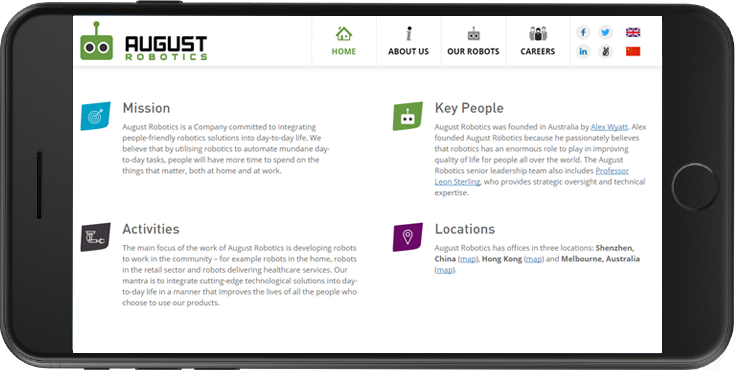 AUGUST
ROBOTICS
HOME
ABOUT US
OUR ROBOTS
CAREERS
f
in
Mission
August Robotics is a Company committed to integrating
people-friendly robotics solutions into day-to-day life. We
believe that by utilising robotics to automate mundane day-
to-day tasks, people will have more time to spend on the
things that matter, both at home and at work.
Key People
August Robotics was founded in Australia by Alex Wyatt. Alex
founded August Robotics because he passionately believes
that robotics has an enormous role to play in improving
quality of life for people all over the world. The August
Robotics senior leadership team also includes Professor
Leon Sterling, who provides strategic oversight and technical
expertise.
Activities
The main focus of the work of August Robotics is developing robots
to work in the community – for example robots in the home, robots
in the retail sector and robots delivering healthcare services. Our
mantra is to integrate cutting-edge technological solutions into day-
to-day life in a manner that improves the lives of all the people who
choose to use our products.
Locations
August Robotics has offices in three locations: Shenzhen,
China (map), Hong Kong (map) and Melbourne, Australia
(map).